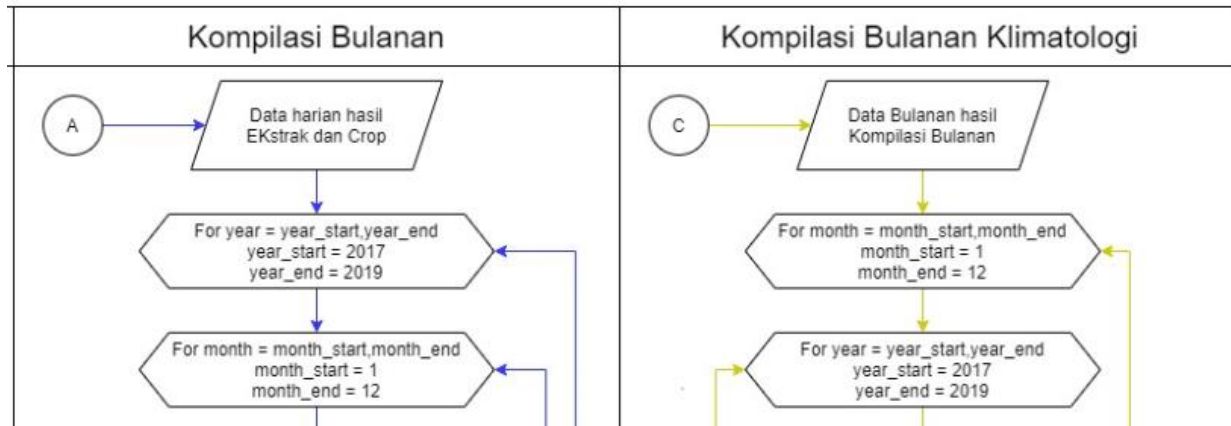 Kompilasi Bulanan
A
Data harian hasil
EKstrak dan Crop
For year = year_start,year_end
year_start = 2017
year_end = 2019
For month = month_start,month_end
month_start = 1
month_end = 12
Kompilasi Bulanan Klimatologi
C
Data Bulanan hasil
Kompilasi Bulanan
For month = month_start,month_end
month_start = 1
month_end = 12
For year = year_start,year_end
year_start = 2017
year_end = 2019